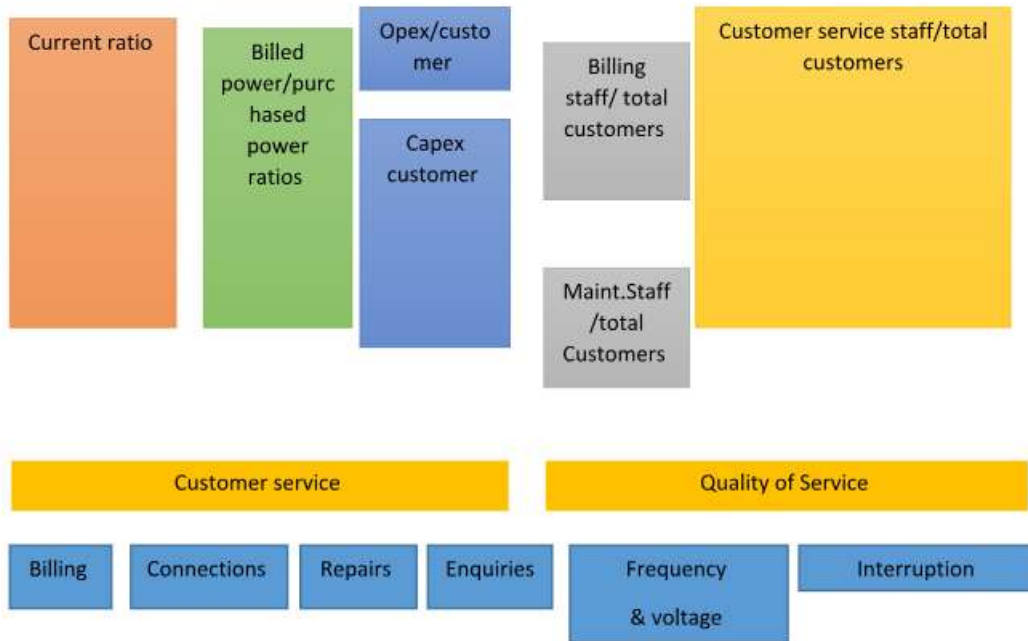 Current ratio
Billed
power/purc
hased
power
ratios
Opex/custo
mer
Capex
customer
Billing
staff/ total
customers
Maint.Staff
/total
Customers
Customer service staff/total
customers
Customer service
Quality of Service
Billing
Connections
Repairs
Enquiries
Frequency
& voltage
Interruption